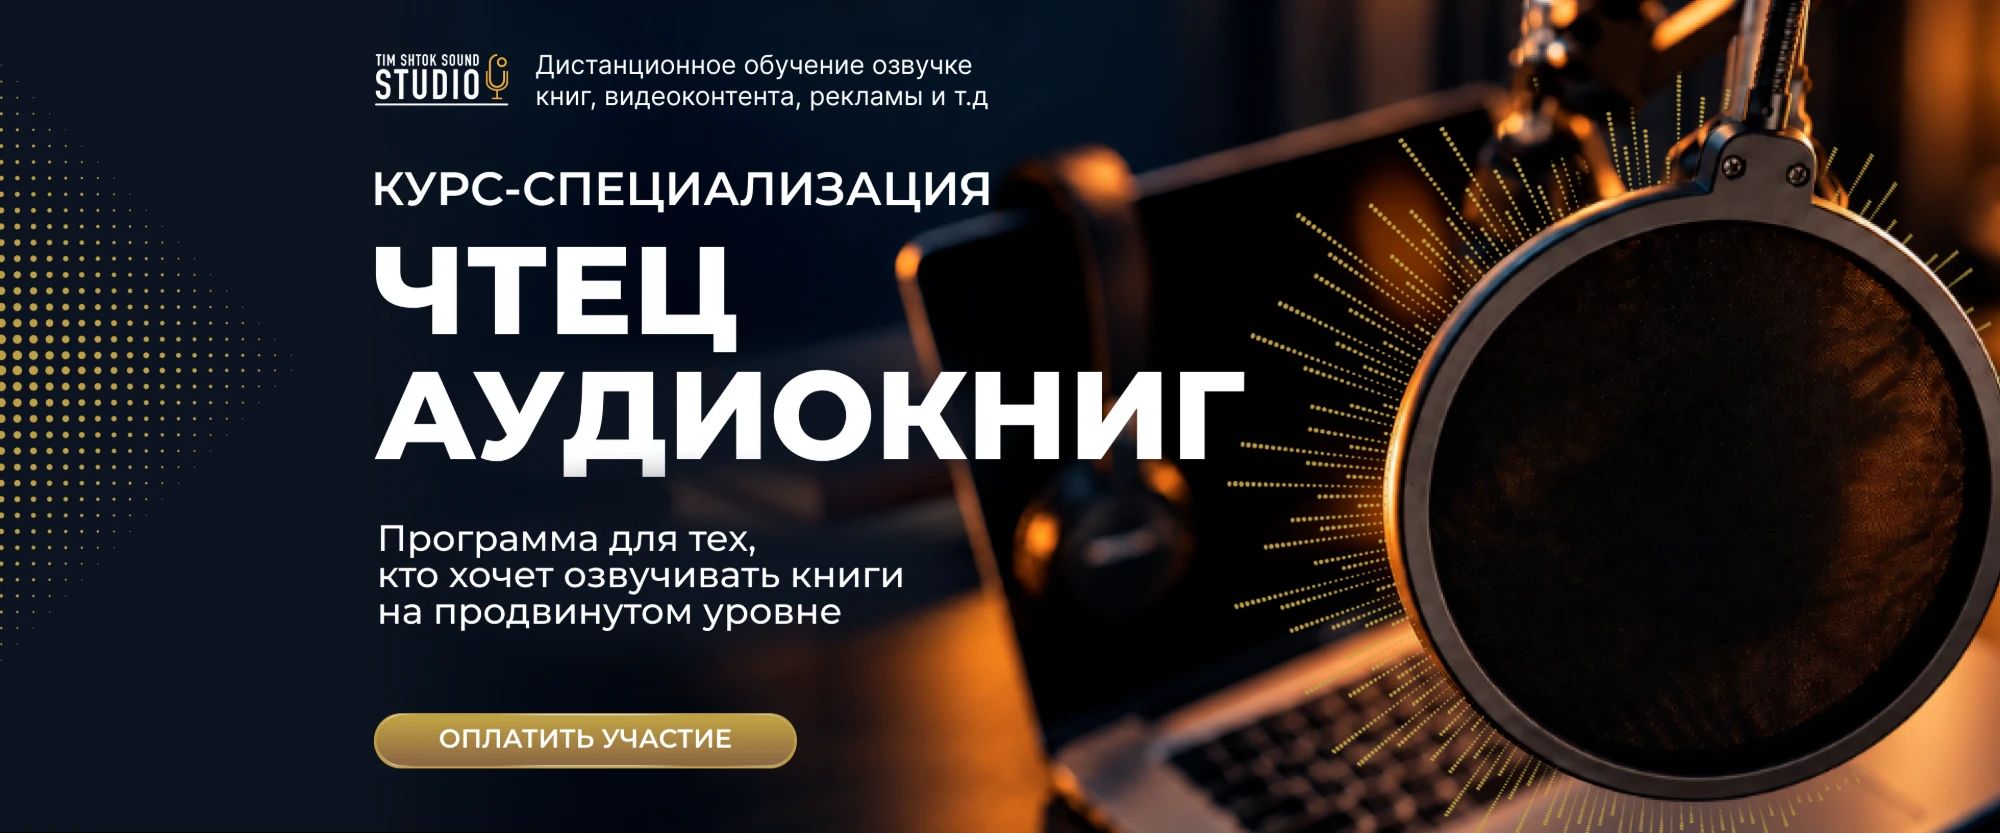 TIM SHTOK SOUND
STUDIO
Дистанционное обучение озвучке
книг, видеоконтента, рекламы и т.д
КУРС-СПЕЦИАЛИЗАЦИЯ
ЧТЕЦ
АУДИОКНИГ
Программа для тех,
кто хочет озвучивать книги
на продвинутом уровне
ОПЛАТИТЬ УЧАСТИЕ